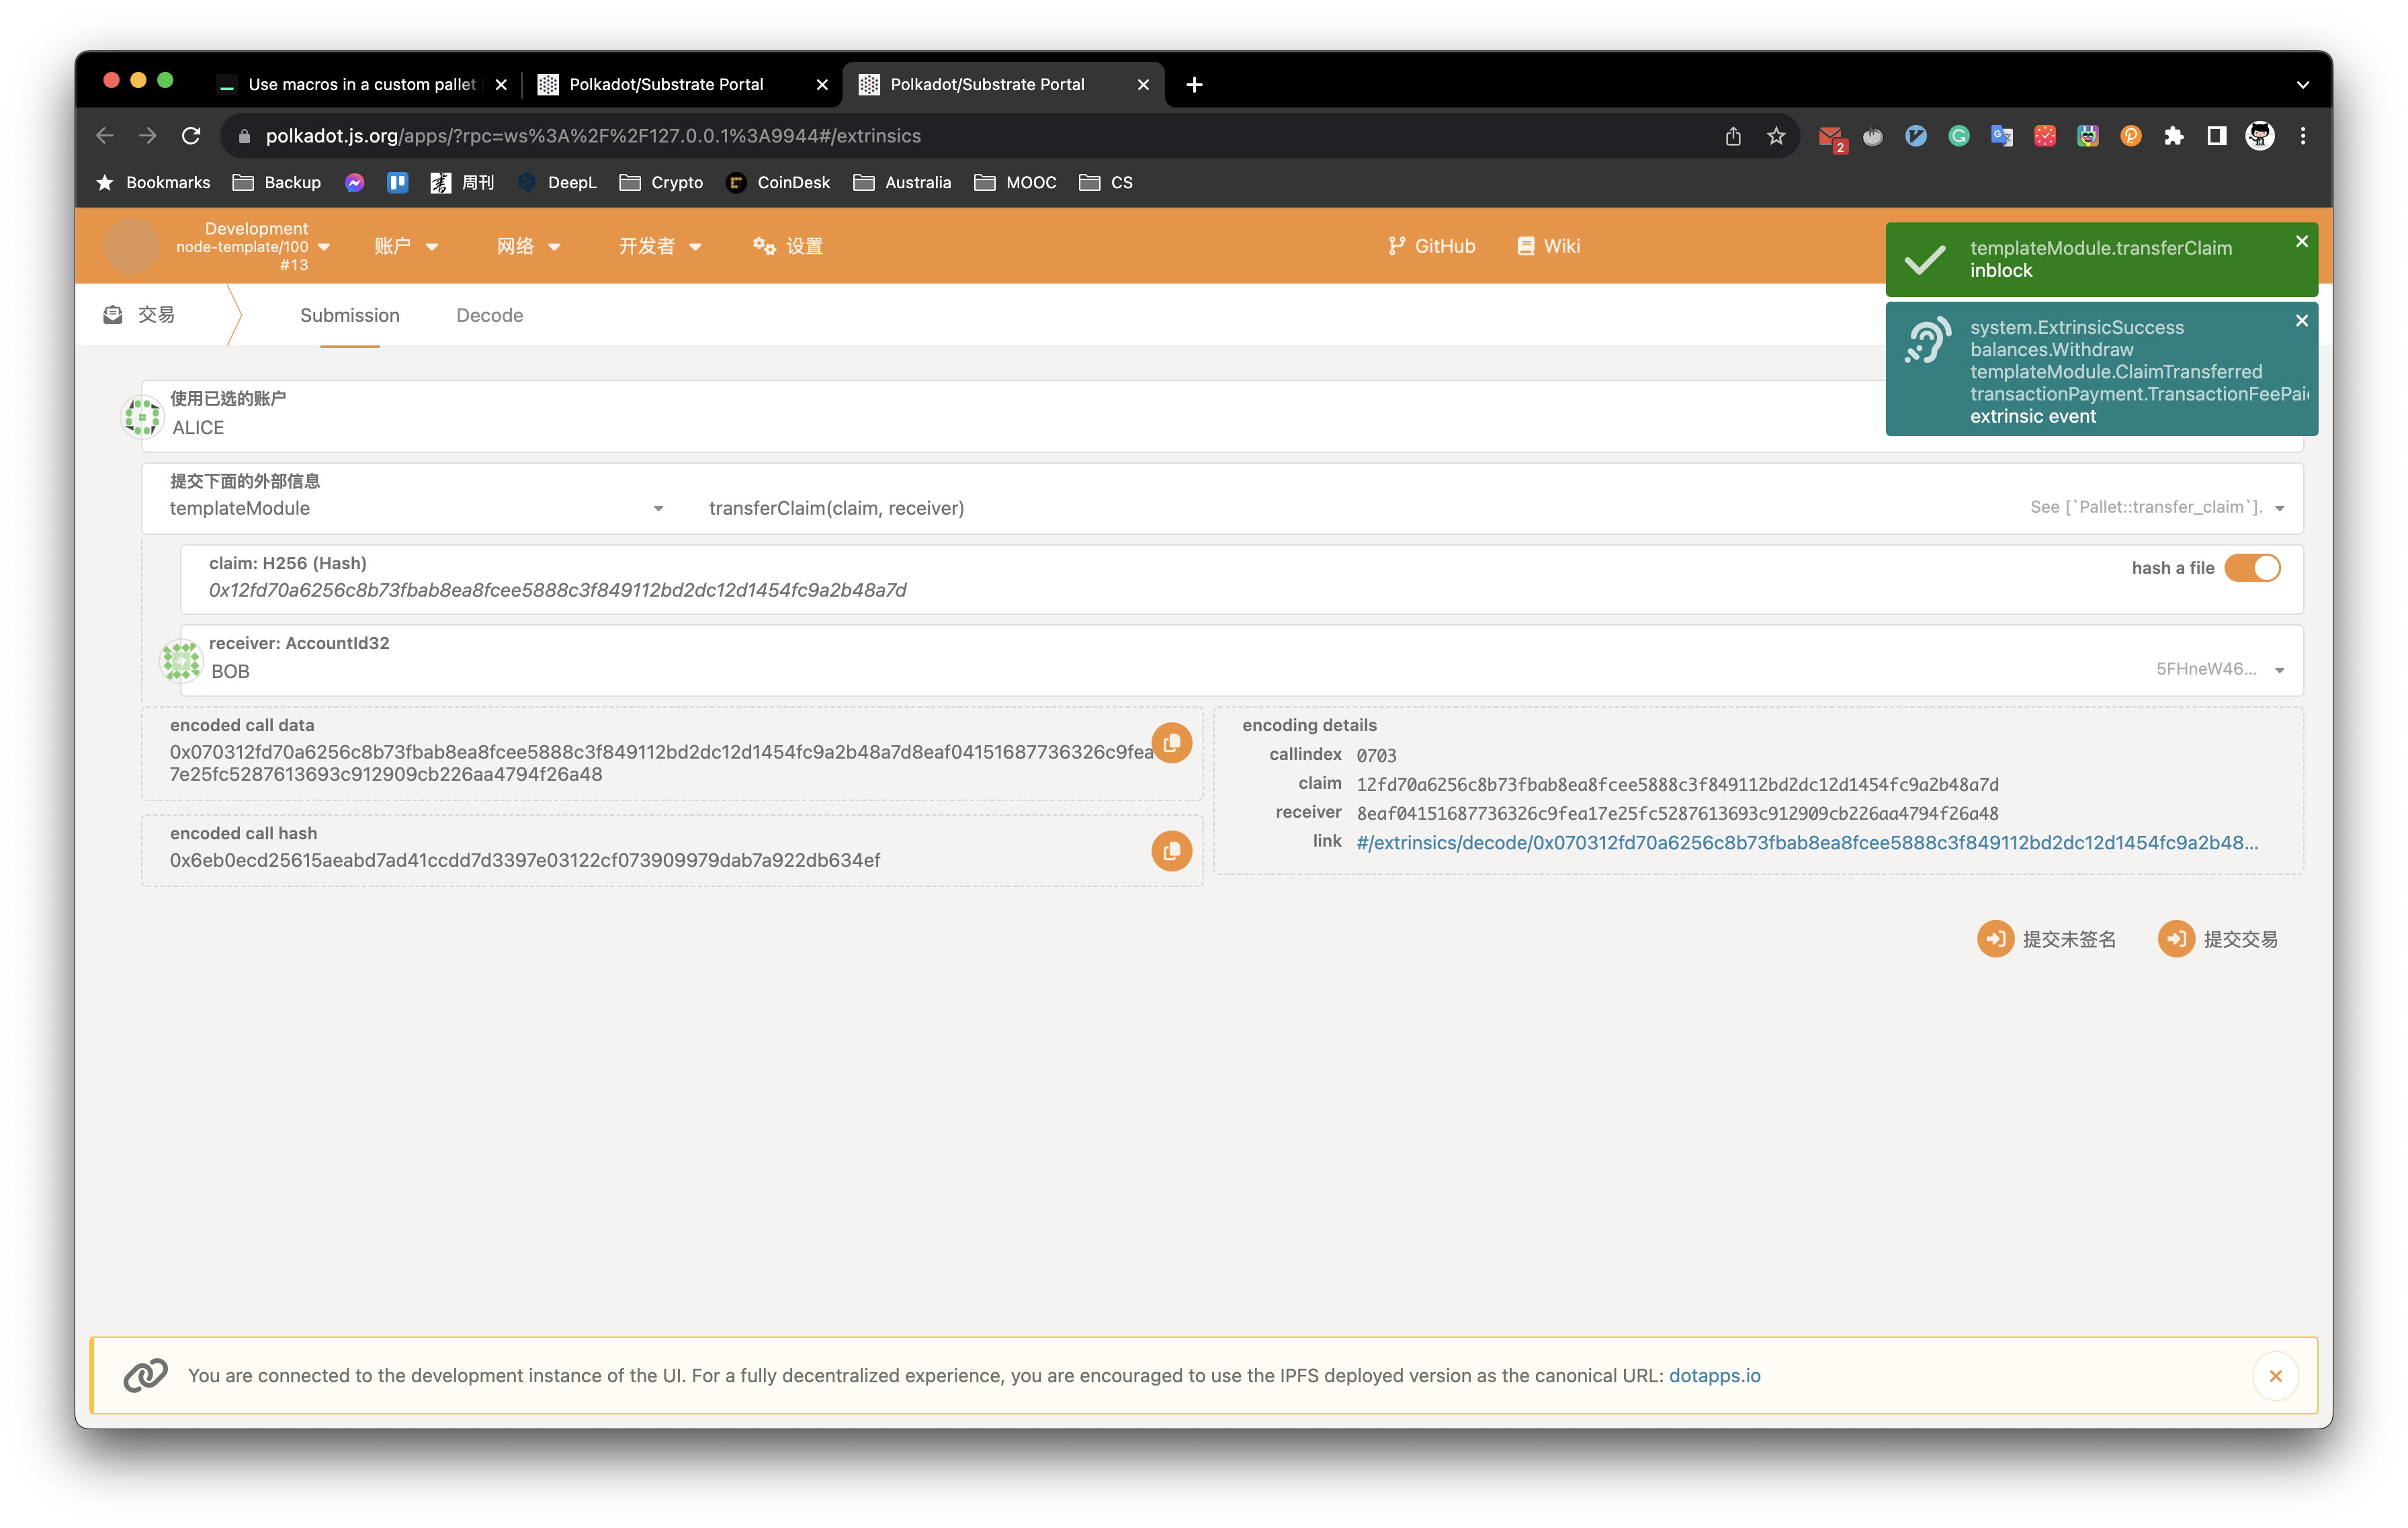 Use macros in a custom pallet
Polkadot/Substrate Portal
Polkadot/Substrate Portal
polkadot.js.org/apps/?rpc=ws%3A%2F%2F127.0.0.1%3A9944#/extrinsics
2
Bookmarks
Backup
周刊
DeepL
Crypto
CoinDesk
Australia
MOOC
CS
Development
node-template/100
#13
账户
网络
开发者
设置
GitHub
Wiki
templateModule.transferClaim
inblock
system.ExtrinsicSuccess
balances.Withdraw
templateModule.ClaimTransferred
transactionPayment.TransactionFeePaid
extrinsic event
交易
Submission
Decode
使用已选的账户
ALICE
提交下面的外部信息
templateModule
transferClaim(claim, receiver)
See [`Pallet::transfer_claim`].
claim: H256 (Hash)
0x12fd70a6256c8b73fbab8ea8fcee5888c3f849112bd2dc12d1454fc9a2b48a7d
hash a file
receiver: AccountId32
BOB
5FHneW46...
encoded call data
0x070312fd70a6256c8b73fbab8ea8fcee5888c3f849112bd2dc12d1454fc9a2b48a7d8eaf04151687736326c9fea
7e25fc5287613693c912909cb226aa4794f26a48
encoded call hash
0x6eb0ecd25615aeabd7ad41ccdd7d3397e03122cf073909979dab7a922db634ef
encoding details
callindex 0703
claim 12fd70a6256c8b73fbab8ea8fcee5888c3f849112bd2dc12d1454fc9a2b48a7d
receiver 8eaf04151687736326c9fea17e25fc5287613693c912909cb226aa4794f26a48
link #/extrinsics/decode/0x070312fd70a6256c8b73fbab8ea8fcee5888c3f849112bd2dc12d1454fc9a2b48...
提交未签名
提交交易
You are connected to the development instance of the UI. For a fully decentralized experience, you are encouraged to use the IPFS deployed version as the canonical URL: dotapps.io